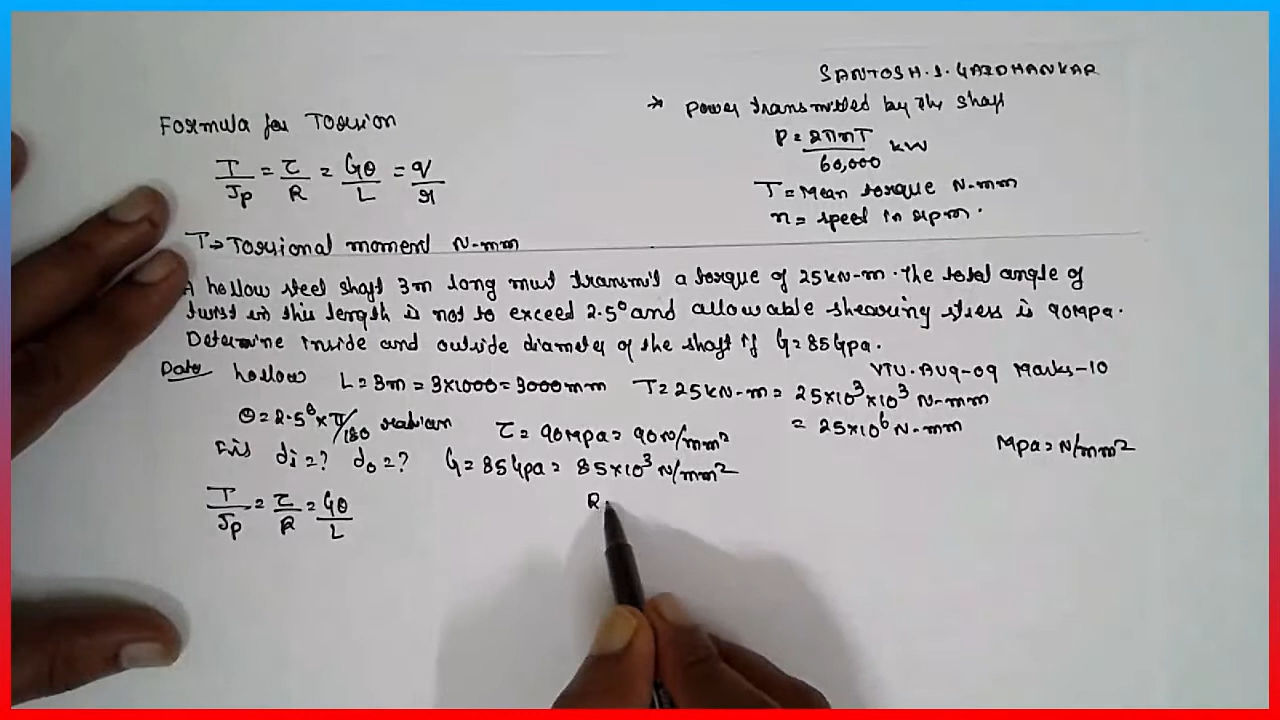 SANTOSH.S.GARDHANKAR
Formula for Torsion
T/Jp = τ/R = Gθ/L = q/r
T → Torsional moment N-mm
→ power transmitted by the shaft
P = 2πnT/60,000 kW
T = Mean torque N-mm
n = speed in rpm.
A hollow steel shaft 3m long must transmit a torque of 25kN-m. The total angle of
twist in this length is not to exceed 2.5° and allowable shearing stress is 90Mpa.
Determine inside and outside diameter of the shaft if G=85Gpa.
VTU.AUG-09 Marks-10
Data hollow L=3m=3×1000=3000mm T=25kN-m=25×10³×10³ N-mm
= 25×10⁶ N-mm
θ=2.5°×π/180 radian τ=90Mpa=90N/mm²
Mpa=N/mm²
di=? do=? G=85Gpa=85×10³ N/mm²
T/Jp = τ/R = Gθ/L
R